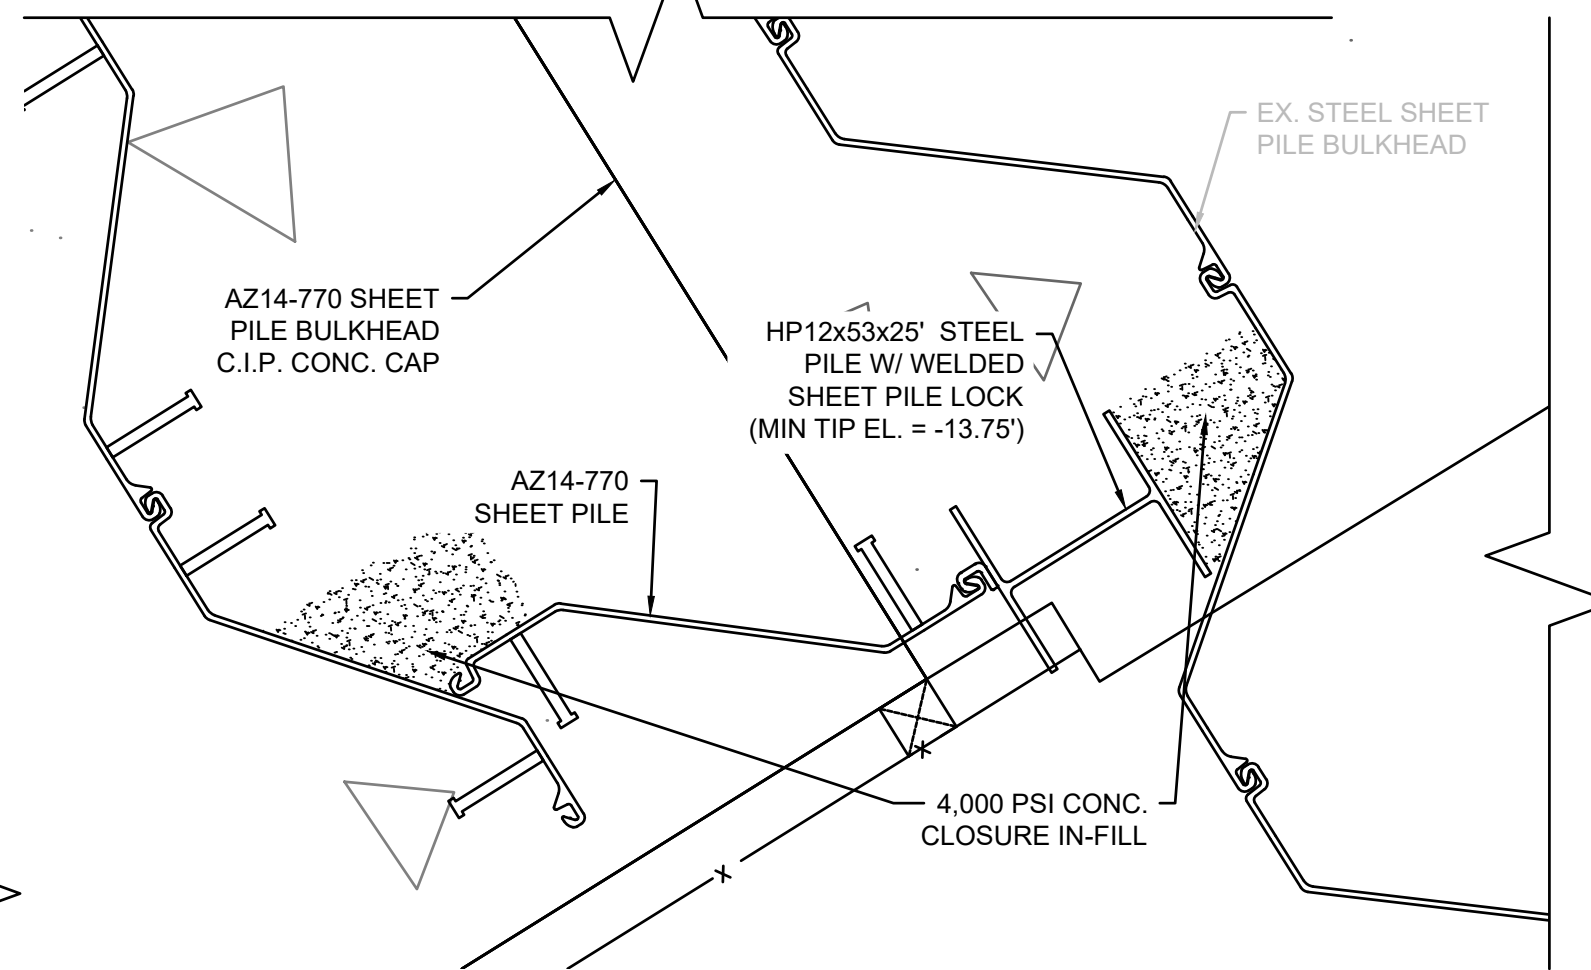 EX. STEEL SHEET
PILE BULKHEAD
AZ14-770 SHEET
PILE BULKHEAD
C.I.P. CONC. CAP
HP12x53x25' STEEL
PILE W/ WELDED
SHEET PILE LOCK
(MIN TIP EL. = -13.75')
AZ14-770
SHEET PILE
4,000 PSI CONC.
CLOSURE IN-FILL